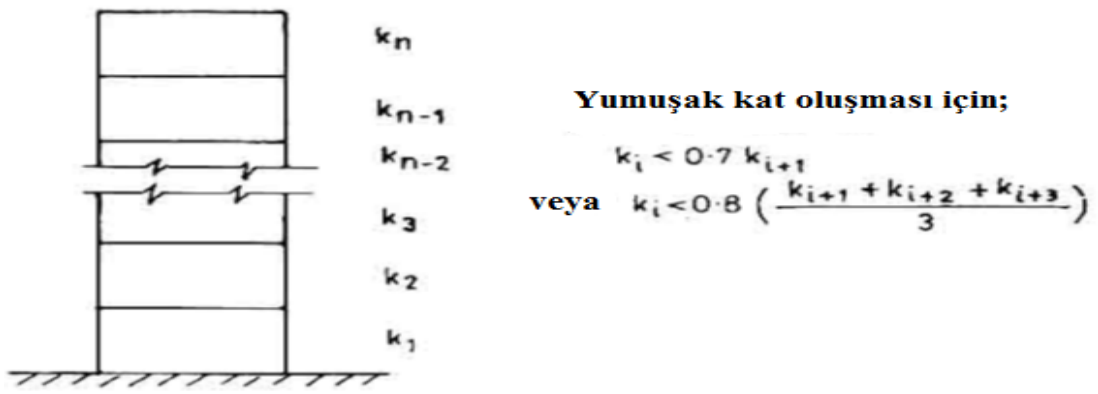 kn
kn-1
kn-2
k3
k2
k1
Yumuşak kat oluşması için;
ki < 0.7 ki+1
veya ki < 0.8 ( ki+1 + ki+2 + ki+3 / 3 )